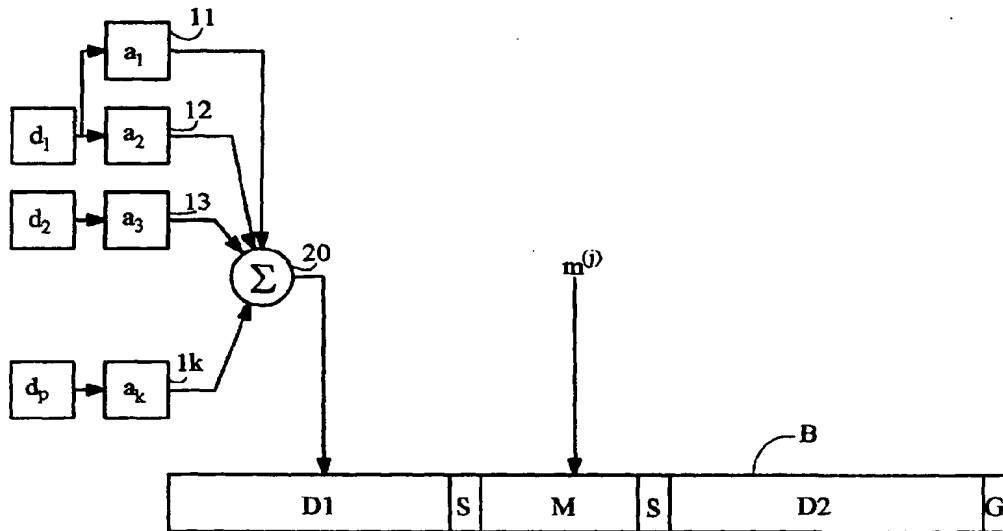 11
a₁
12
d₁ a₂
13
d₂ a₃
20
Σ
m⁽ʲ⁾
1k
dₚ aₖ
B
D1 S M S D2 G